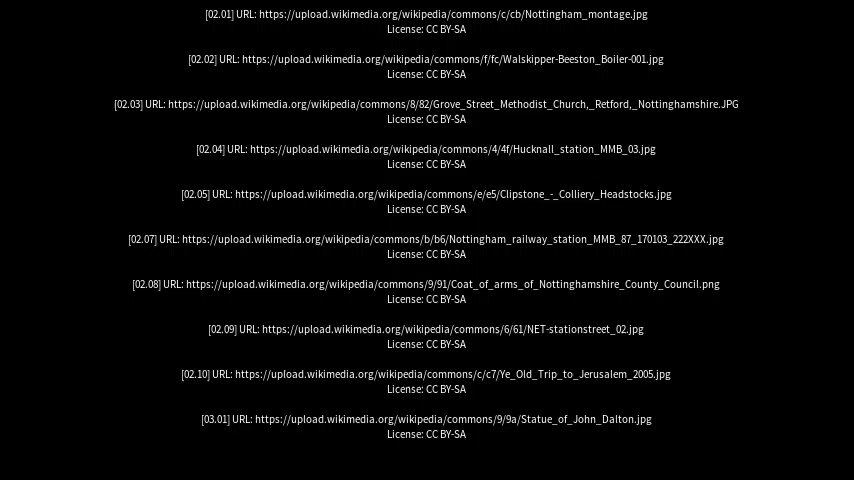 [02.01] URL: https://upload.wikimedia.org/wikipedia/commons/c/cb/Nottingham_montage.jpg
License: CC BY-SA
[02.02] URL: https://upload.wikimedia.org/wikipedia/commons/f/fc/Walskipper-Beeston_Boiler-001.jpg
License: CC BY-SA
[02.03] URL: https://upload.wikimedia.org/wikipedia/commons/8/82/Grove_Street_Methodist_Church,_Retford,_Nottinghamshire.JPG
License: CC BY-SA
[02.04] URL: https://upload.wikimedia.org/wikipedia/commons/4/4f/Hucknall_station_MMB_03.jpg
License: CC BY-SA
[02.05] URL: https://upload.wikimedia.org/wikipedia/commons/e/e5/Clipstone_-_Colliery_Headstocks.jpg
License: CC BY-SA
[02.07] URL: https://upload.wikimedia.org/wikipedia/commons/b/b6/Nottingham_railway_station_MMB_87_170103_222XXX.jpg
License: CC BY-SA
[02.08] URL: https://upload.wikimedia.org/wikipedia/commons/9/91/Coat_of_arms_of_Nottinghamshire_County_Council.png
License: CC BY-SA
[02.09] URL: https://upload.wikimedia.org/wikipedia/commons/6/61/NET-stationstreet_02.jpg
License: CC BY-SA
[02.10] URL: https://upload.wikimedia.org/wikipedia/commons/c/c7/Ye_Old_Trip_to_Jerusalem_2005.jpg
License: CC BY-SA
[03.01] URL: https://upload.wikimedia.org/wikipedia/commons/9/9a/Statue_of_John_Dalton.jpg
License: CC BY-SA